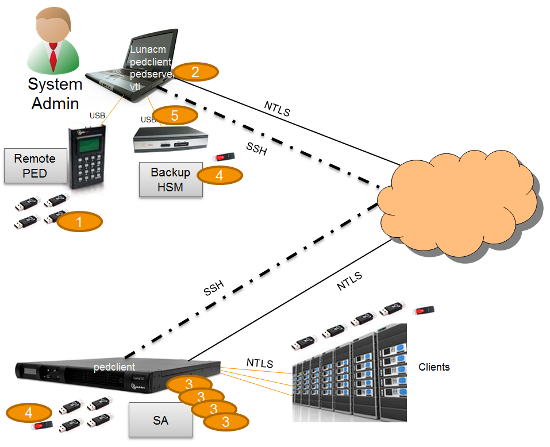 Lunacm
pedclient
pedserver
vtl
2
System
Admin
USB
USB
5
NTLS
SSH
Remote
PED
Backup
HSM
4
1
SSH
NTLS
pedclient
NTLS
Clients
3
3
3
3
4
SA